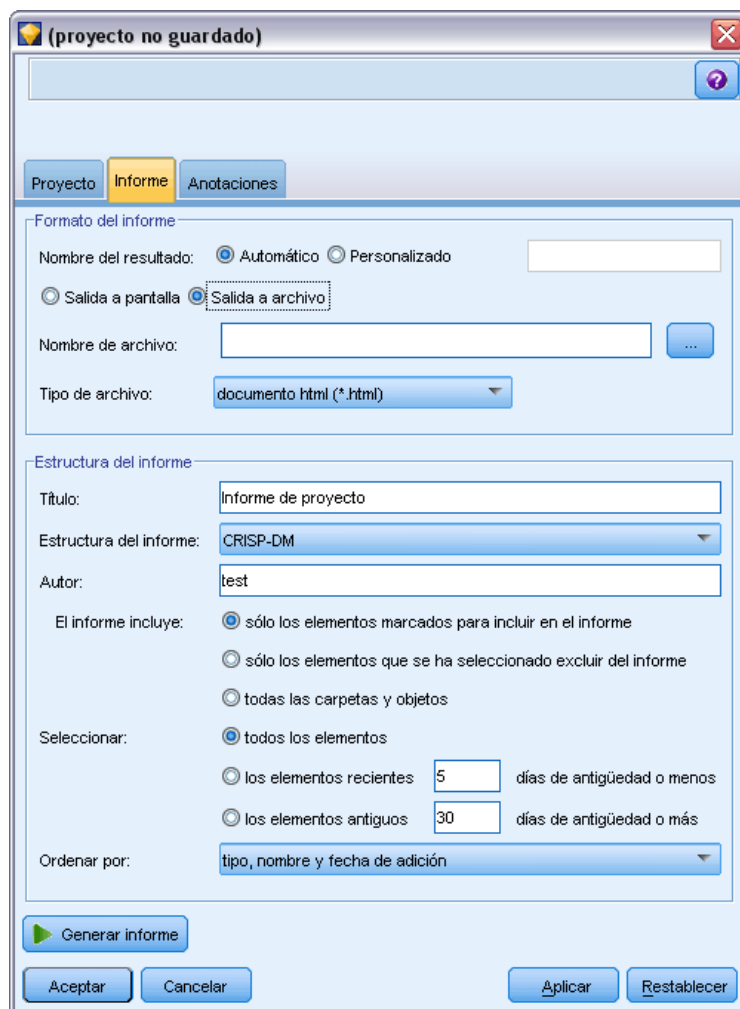 (proyecto no guardado)
Proyecto Informe Anotaciones
Formato del informe
Nombre del resultado: Automático Personalizado
Salida a pantalla Salida a archivo
Nombre de archivo: ...
Tipo de archivo: documento html (*.html)
Estructura del informe
Título: Informe de proyecto
Estructura del informe: CRISP-DM
Autor: test
El informe incluye: sólo los elementos marcados para incluir en el informe
sólo los elementos que se ha seleccionado excluir del informe
todas las carpetas y objetos
Seleccionar: todos los elementos
los elementos recientes 5 días de antigüedad o menos
los elementos antiguos 30 días de antigüedad o más
Ordenar por: tipo, nombre y fecha de adición
Generar informe
Aceptar Cancelar Aplicar Restablecer